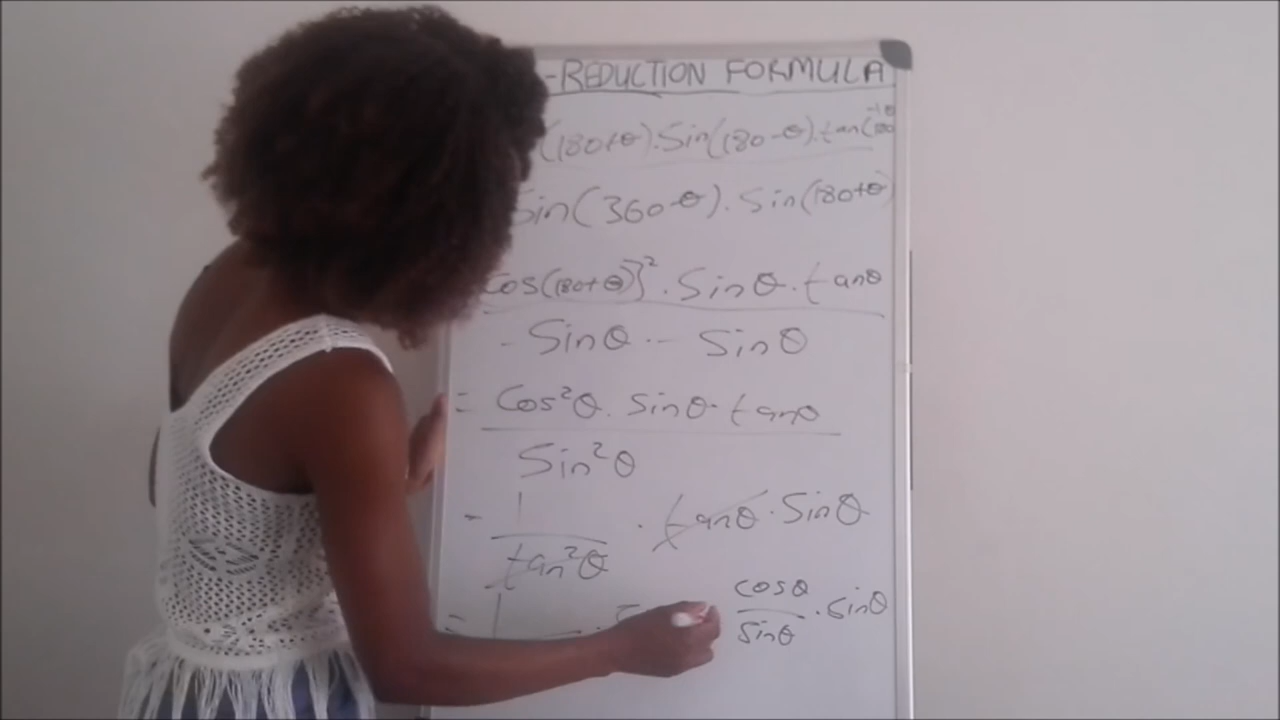 -REDUCTION FORMULA
(180+θ).Sin(180-θ).tan(
Sin(360-θ).Sin(180+θ)
Cos(180+θ)]².Sinθ.tanθ
-Sinθ.-Sinθ
= Cos²θ.Sinθ.tanθ
Sin²θ
1
. tanθ.Sinθ
tan²θ
= 1 .
cosθ
.Sinθ
Sinθ